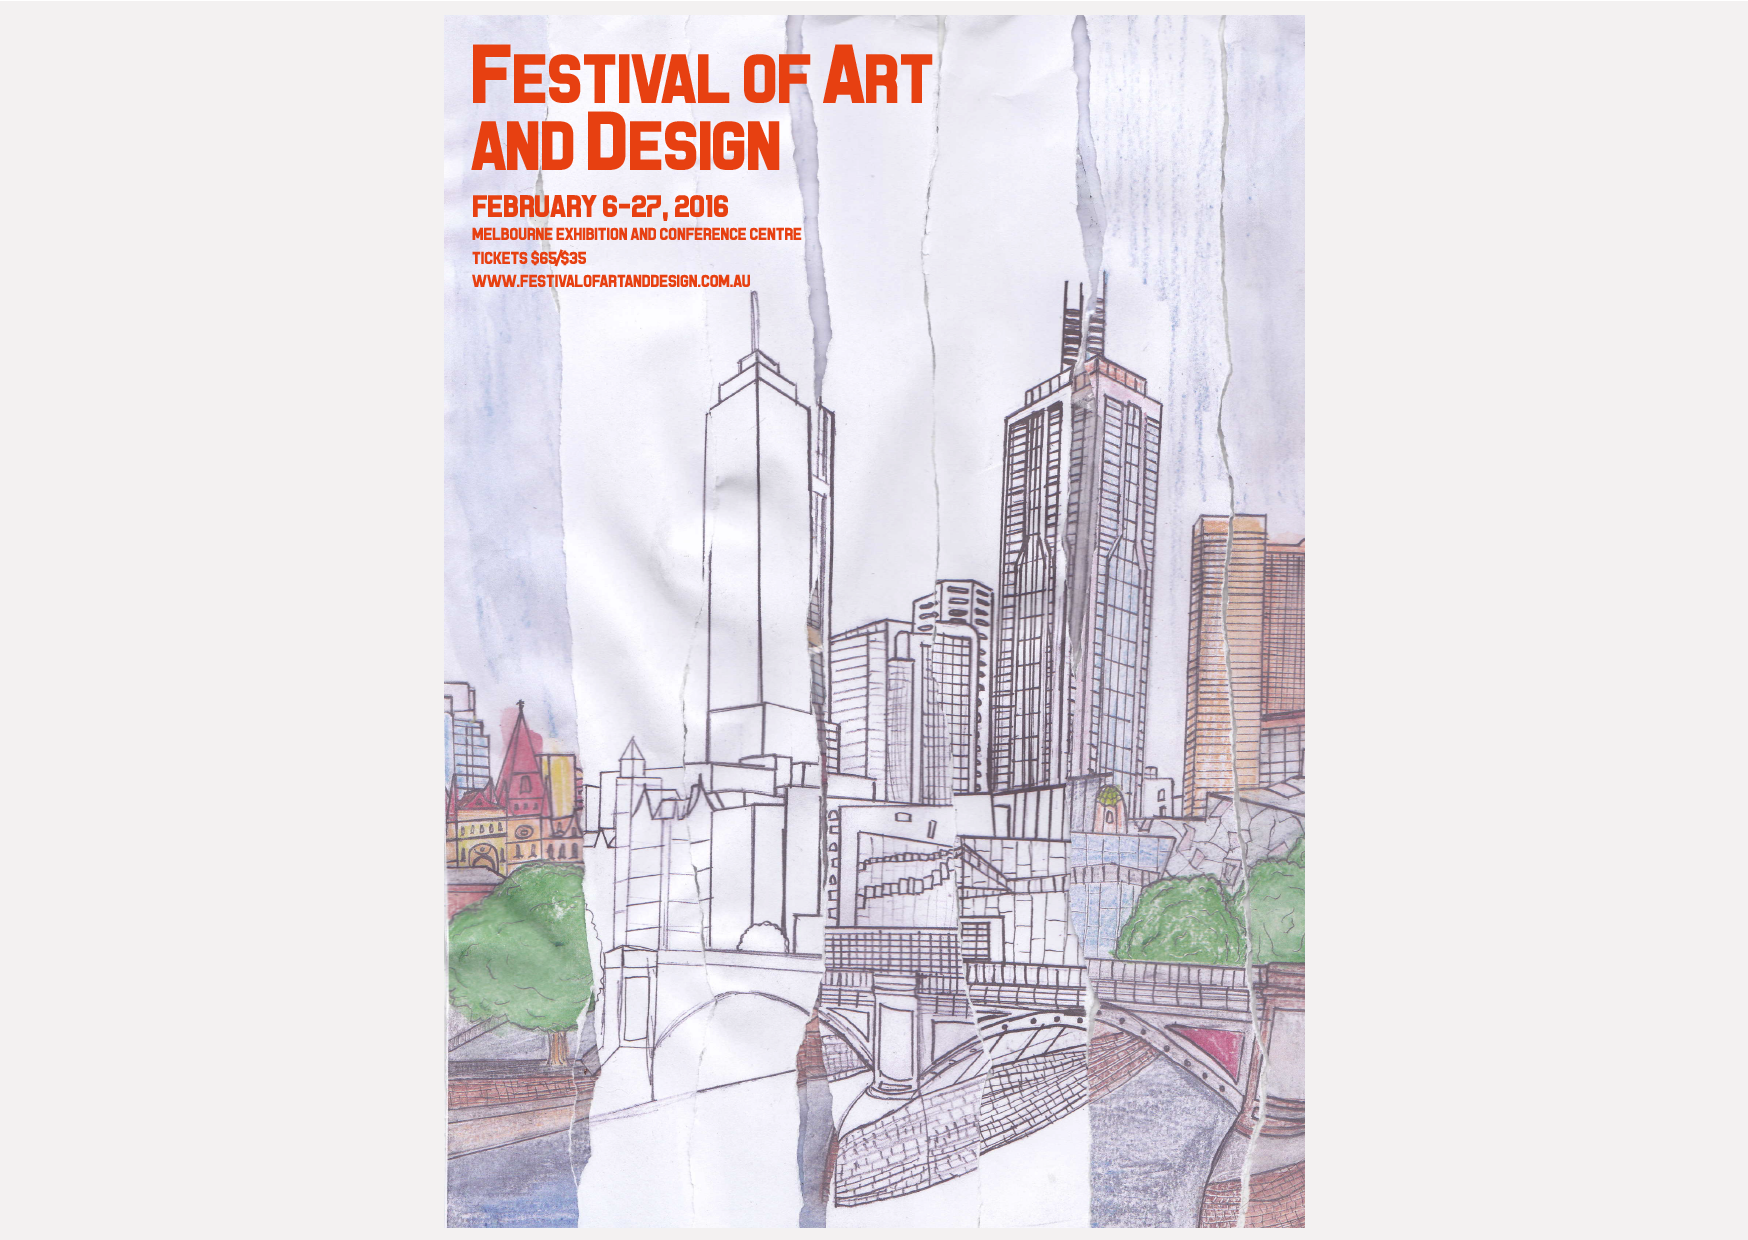 Festival of Art
and Design
February 6-27, 2016
Melbourne Exhibition and Conference Centre
Tickets $65/$35
www.festivalofartanddesign.com.au